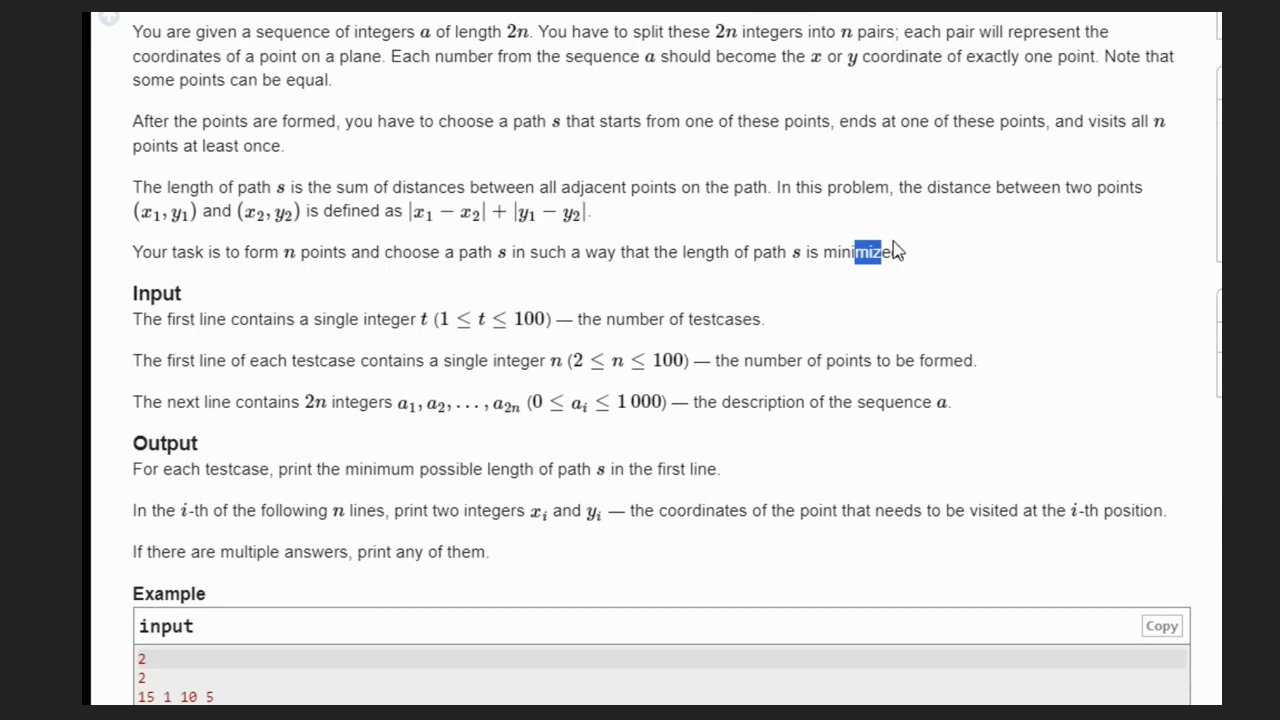 You are given a sequence of integers a of length 2n. You have to split these 2n integers into n pairs; each pair will represent the
coordinates of a point on a plane. Each number from the sequence a should become the x or y coordinate of exactly one point. Note that
some points can be equal.
After the points are formed, you have to choose a path s that starts from one of these points, ends at one of these points, and visits all n
points at least once.
The length of path s is the sum of distances between all adjacent points on the path. In this problem, the distance between two points
(x₁, y₁) and (x₂, y₂) is defined as |x₁ − x₂| + |y₁ − y₂|.
Your task is to form n points and choose a path s in such a way that the length of path s is minimize
Input
The first line contains a single integer t (1 ≤ t ≤ 100) — the number of testcases.
The first line of each testcase contains a single integer n (2 ≤ n ≤ 100) — the number of points to be formed.
The next line contains 2n integers a₁, a₂, . . . , a₂ₙ (0 ≤ aᵢ ≤ 1 000) — the description of the sequence a.
Output
For each testcase, print the minimum possible length of path s in the first line.
In the i-th of the following n lines, print two integers xᵢ and yᵢ — the coordinates of the point that needs to be visited at the i-th position.
If there are multiple answers, print any of them.
Example
input Copy
2
2
15 1 10 5